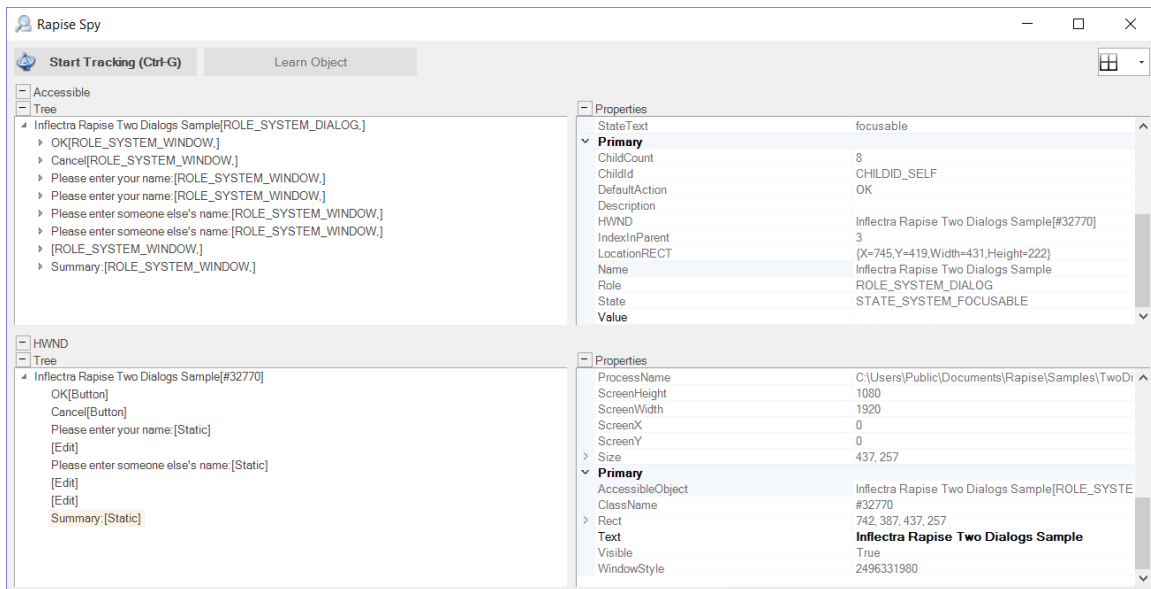 Rapise Spy
Start Tracking (Ctrl-G) Learn Object
Accessible
Tree
Inflectra Rapise Two Dialogs Sample[ROLE_SYSTEM_DIALOG,]
OK[ROLE_SYSTEM_WINDOW,]
Cancel[ROLE_SYSTEM_WINDOW,]
Please enter your name:[ROLE_SYSTEM_WINDOW,]
Please enter your name:[ROLE_SYSTEM_WINDOW,]
Please enter someone else's name:[ROLE_SYSTEM_WINDOW,]
Please enter someone else's name:[ROLE_SYSTEM_WINDOW,]
[ROLE_SYSTEM_WINDOW,]
Summary:[ROLE_SYSTEM_WINDOW,]
Properties
StateText focusable
Primary
ChildCount 8
ChildId CHILDID_SELF
DefaultAction OK
Description
HWND Inflectra Rapise Two Dialogs Sample[#32770]
IndexInParent 3
LocationRECT {X=745,Y=419,Width=431,Height=222}
Name Inflectra Rapise Two Dialogs Sample
Role ROLE_SYSTEM_DIALOG
State STATE_SYSTEM_FOCUSABLE
Value
HWND
Tree
Inflectra Rapise Two Dialogs Sample[#32770]
OK[Button]
Cancel[Button]
Please enter your name:[Static]
[Edit]
Please enter someone else's name:[Static]
[Edit]
[Edit]
Summary:[Static]
Properties
ProcessName C:\Users\Public\Documents\Rapise\Samples\TwoDi
ScreenHeight 1080
ScreenWidth 1920
ScreenX 0
ScreenY 0
Size 437, 257
Primary
AccessibleObject Inflectra Rapise Two Dialogs Sample[ROLE_SYSTE
ClassName #32770
Rect 742, 387, 437, 257
Text Inflectra Rapise Two Dialogs Sample
Visible True
WindowStyle 2496331980